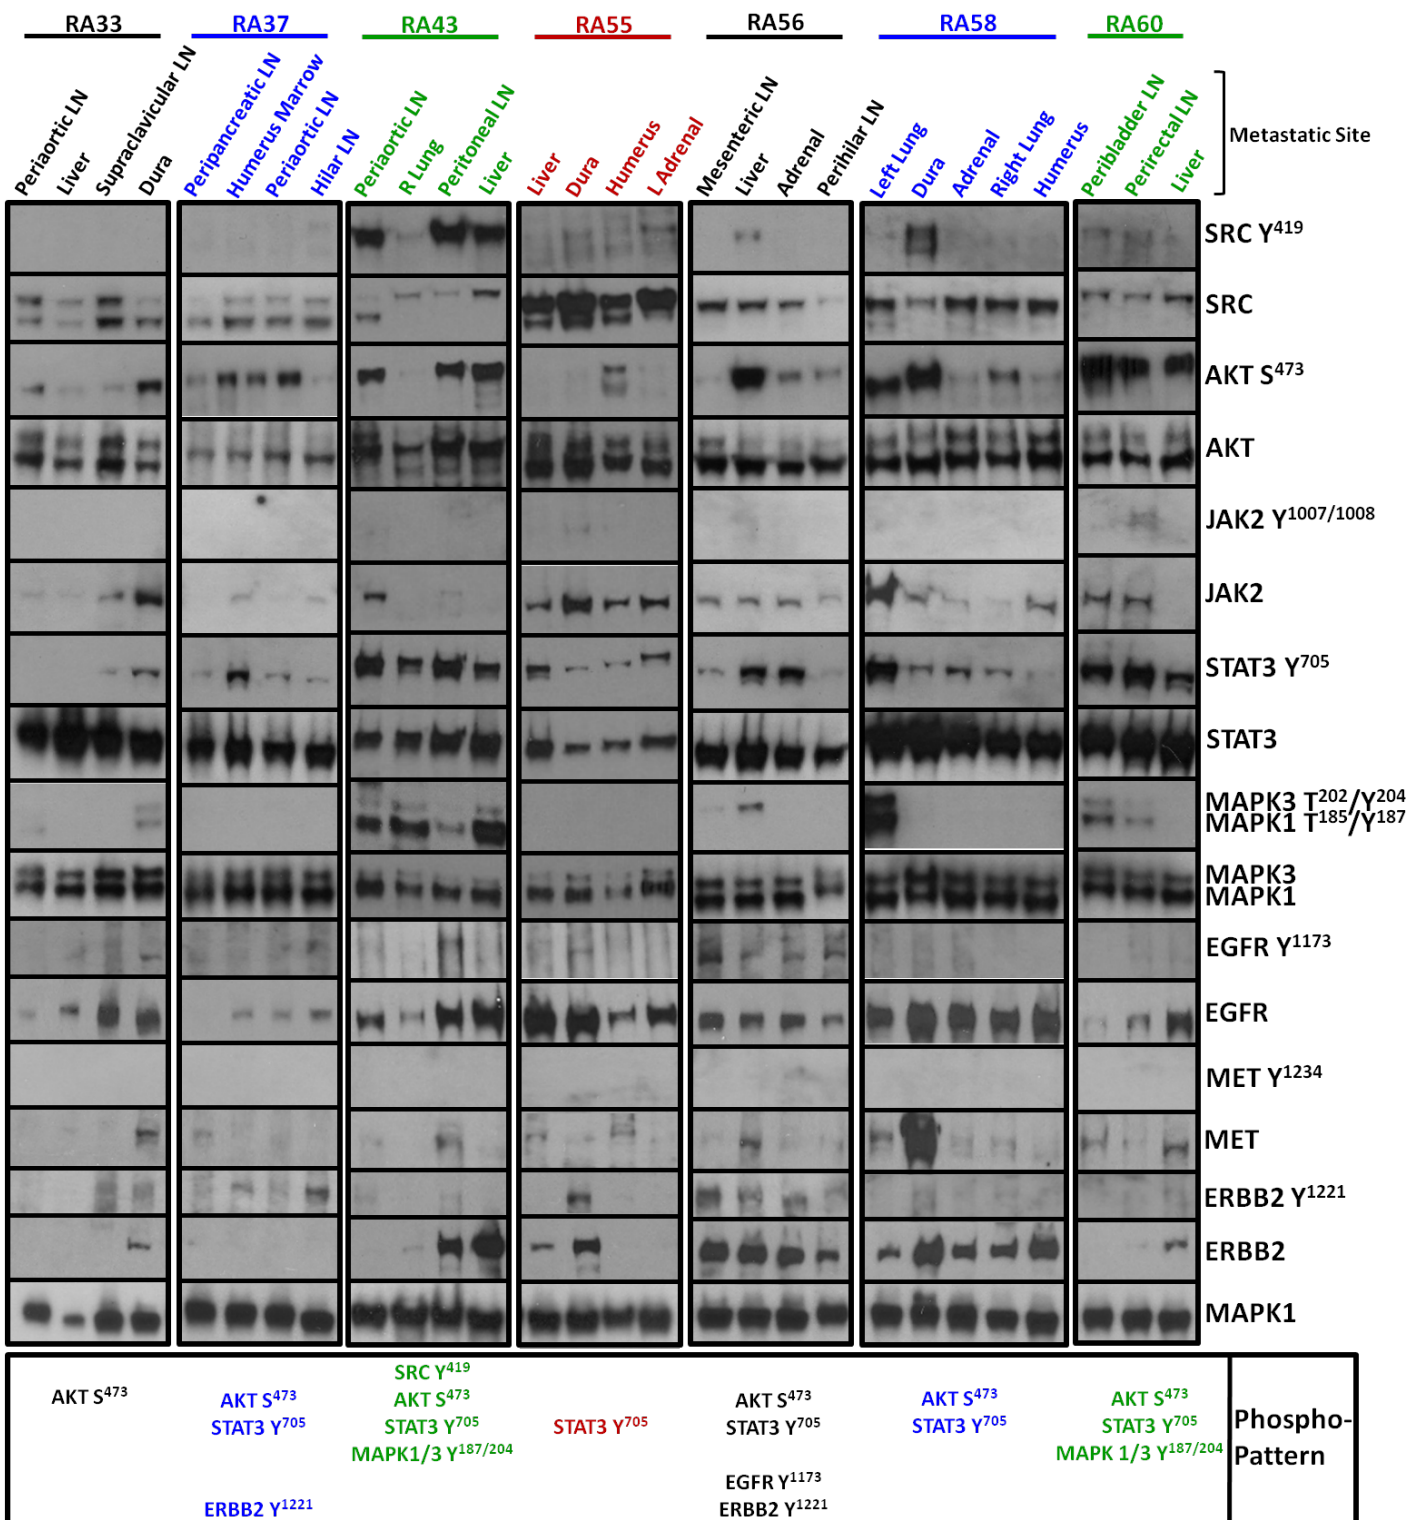 RA33 RA37 RA43 RA55 RA56 RA58 RA60
Periaortic LN
Liver
Supraclavicular LN
Dura
Peripancreatic LN
Humerus Marrow
Periaortic LN
Hilar LN
Periaortic LN
R Lung
Peritoneal LN
Liver
Liver
Dura
Humerus
L Adrenal
Mesenteric LN
Liver
Adrenal
Perihilar LN
Left Lung
Dura
Adrenal
Right Lung
Humerus
Peribladder LN
Perirectal LN
Liver
Metastatic Site
SRC Y419
SRC
AKT S473
AKT
JAK2 Y1007/1008
JAK2
STAT3 Y705
STAT3
MAPK3 T202/Y204
MAPK1 T185/Y187
MAPK3
MAPK1
EGFR Y1173
EGFR
MET Y1234
MET
ERBB2 Y1221
ERBB2
MAPK1
AKT S473
AKT S473
STAT3 Y705
ERBB2 Y1221
SRC Y419
AKT S473
STAT3 Y705
MAPK1/3 Y187/204
STAT3 Y705
AKT S473
STAT3 Y705
EGFR Y1173
ERBB2 Y1221
AKT S473
STAT3 Y705
AKT S473
STAT3 Y705
MAPK 1/3 Y187/204
Phospho-
Pattern